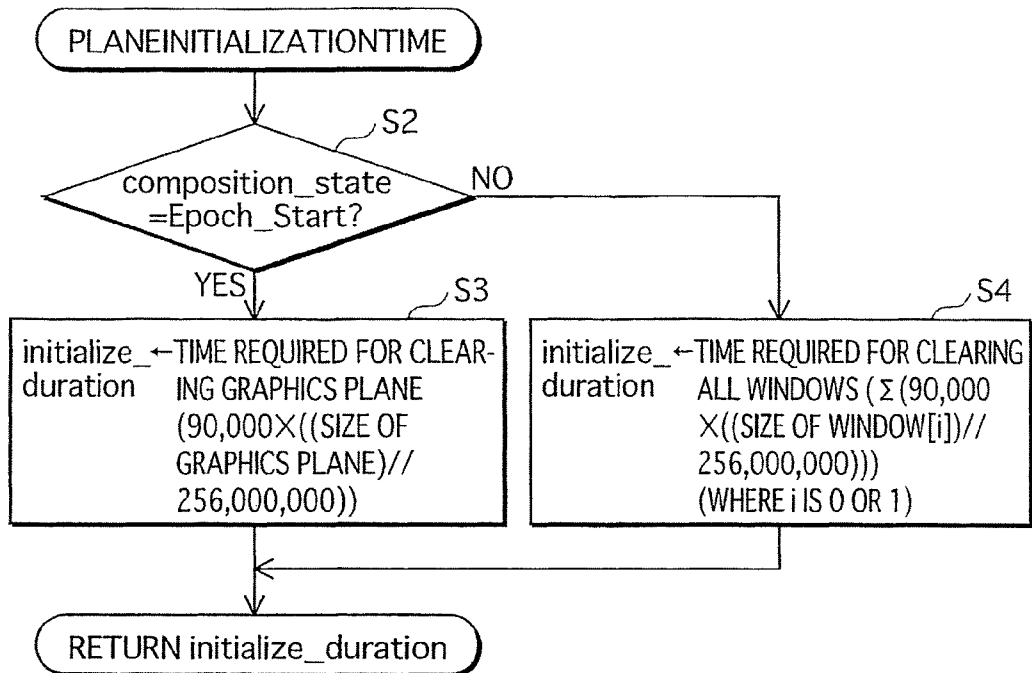 PLANEINITIALIZATIONTIME
S2
composition_state
=Epoch_Start?
NO
YES
S3
initialize_ ←TIME REQUIRED FOR CLEAR-
duration ING GRAPHICS PLANE
(90,000×((SIZE OF
GRAPHICS PLANE)//
256,000,000))
S4
initialize_ ←TIME REQUIRED FOR CLEARING
duration ALL WINDOWS (Σ(90,000
×((SIZE OF WINDOW[i])//
256,000,000)))
(WHERE i IS 0 OR 1)
RETURN initialize_duration